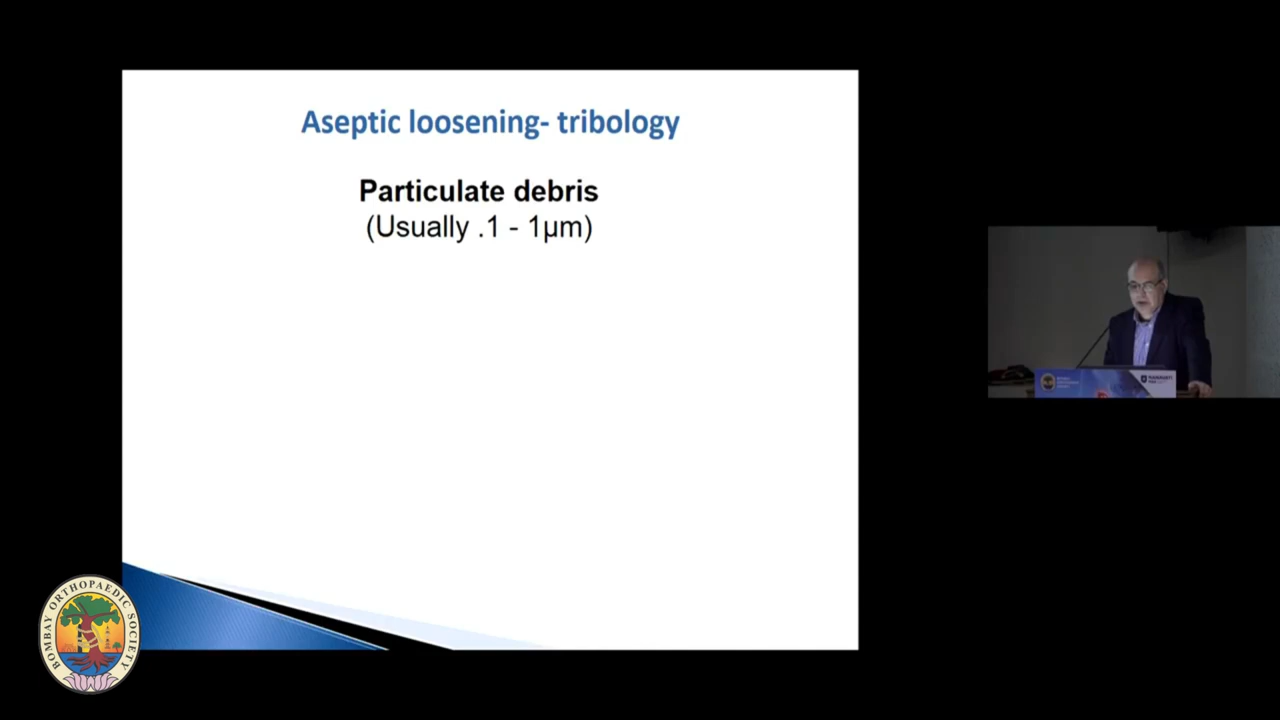 Aseptic loosening- tribology
Particulate debris
(Usually .1 - 1µm)
BOMBAY ORTHOPAEDIC SOCIETY